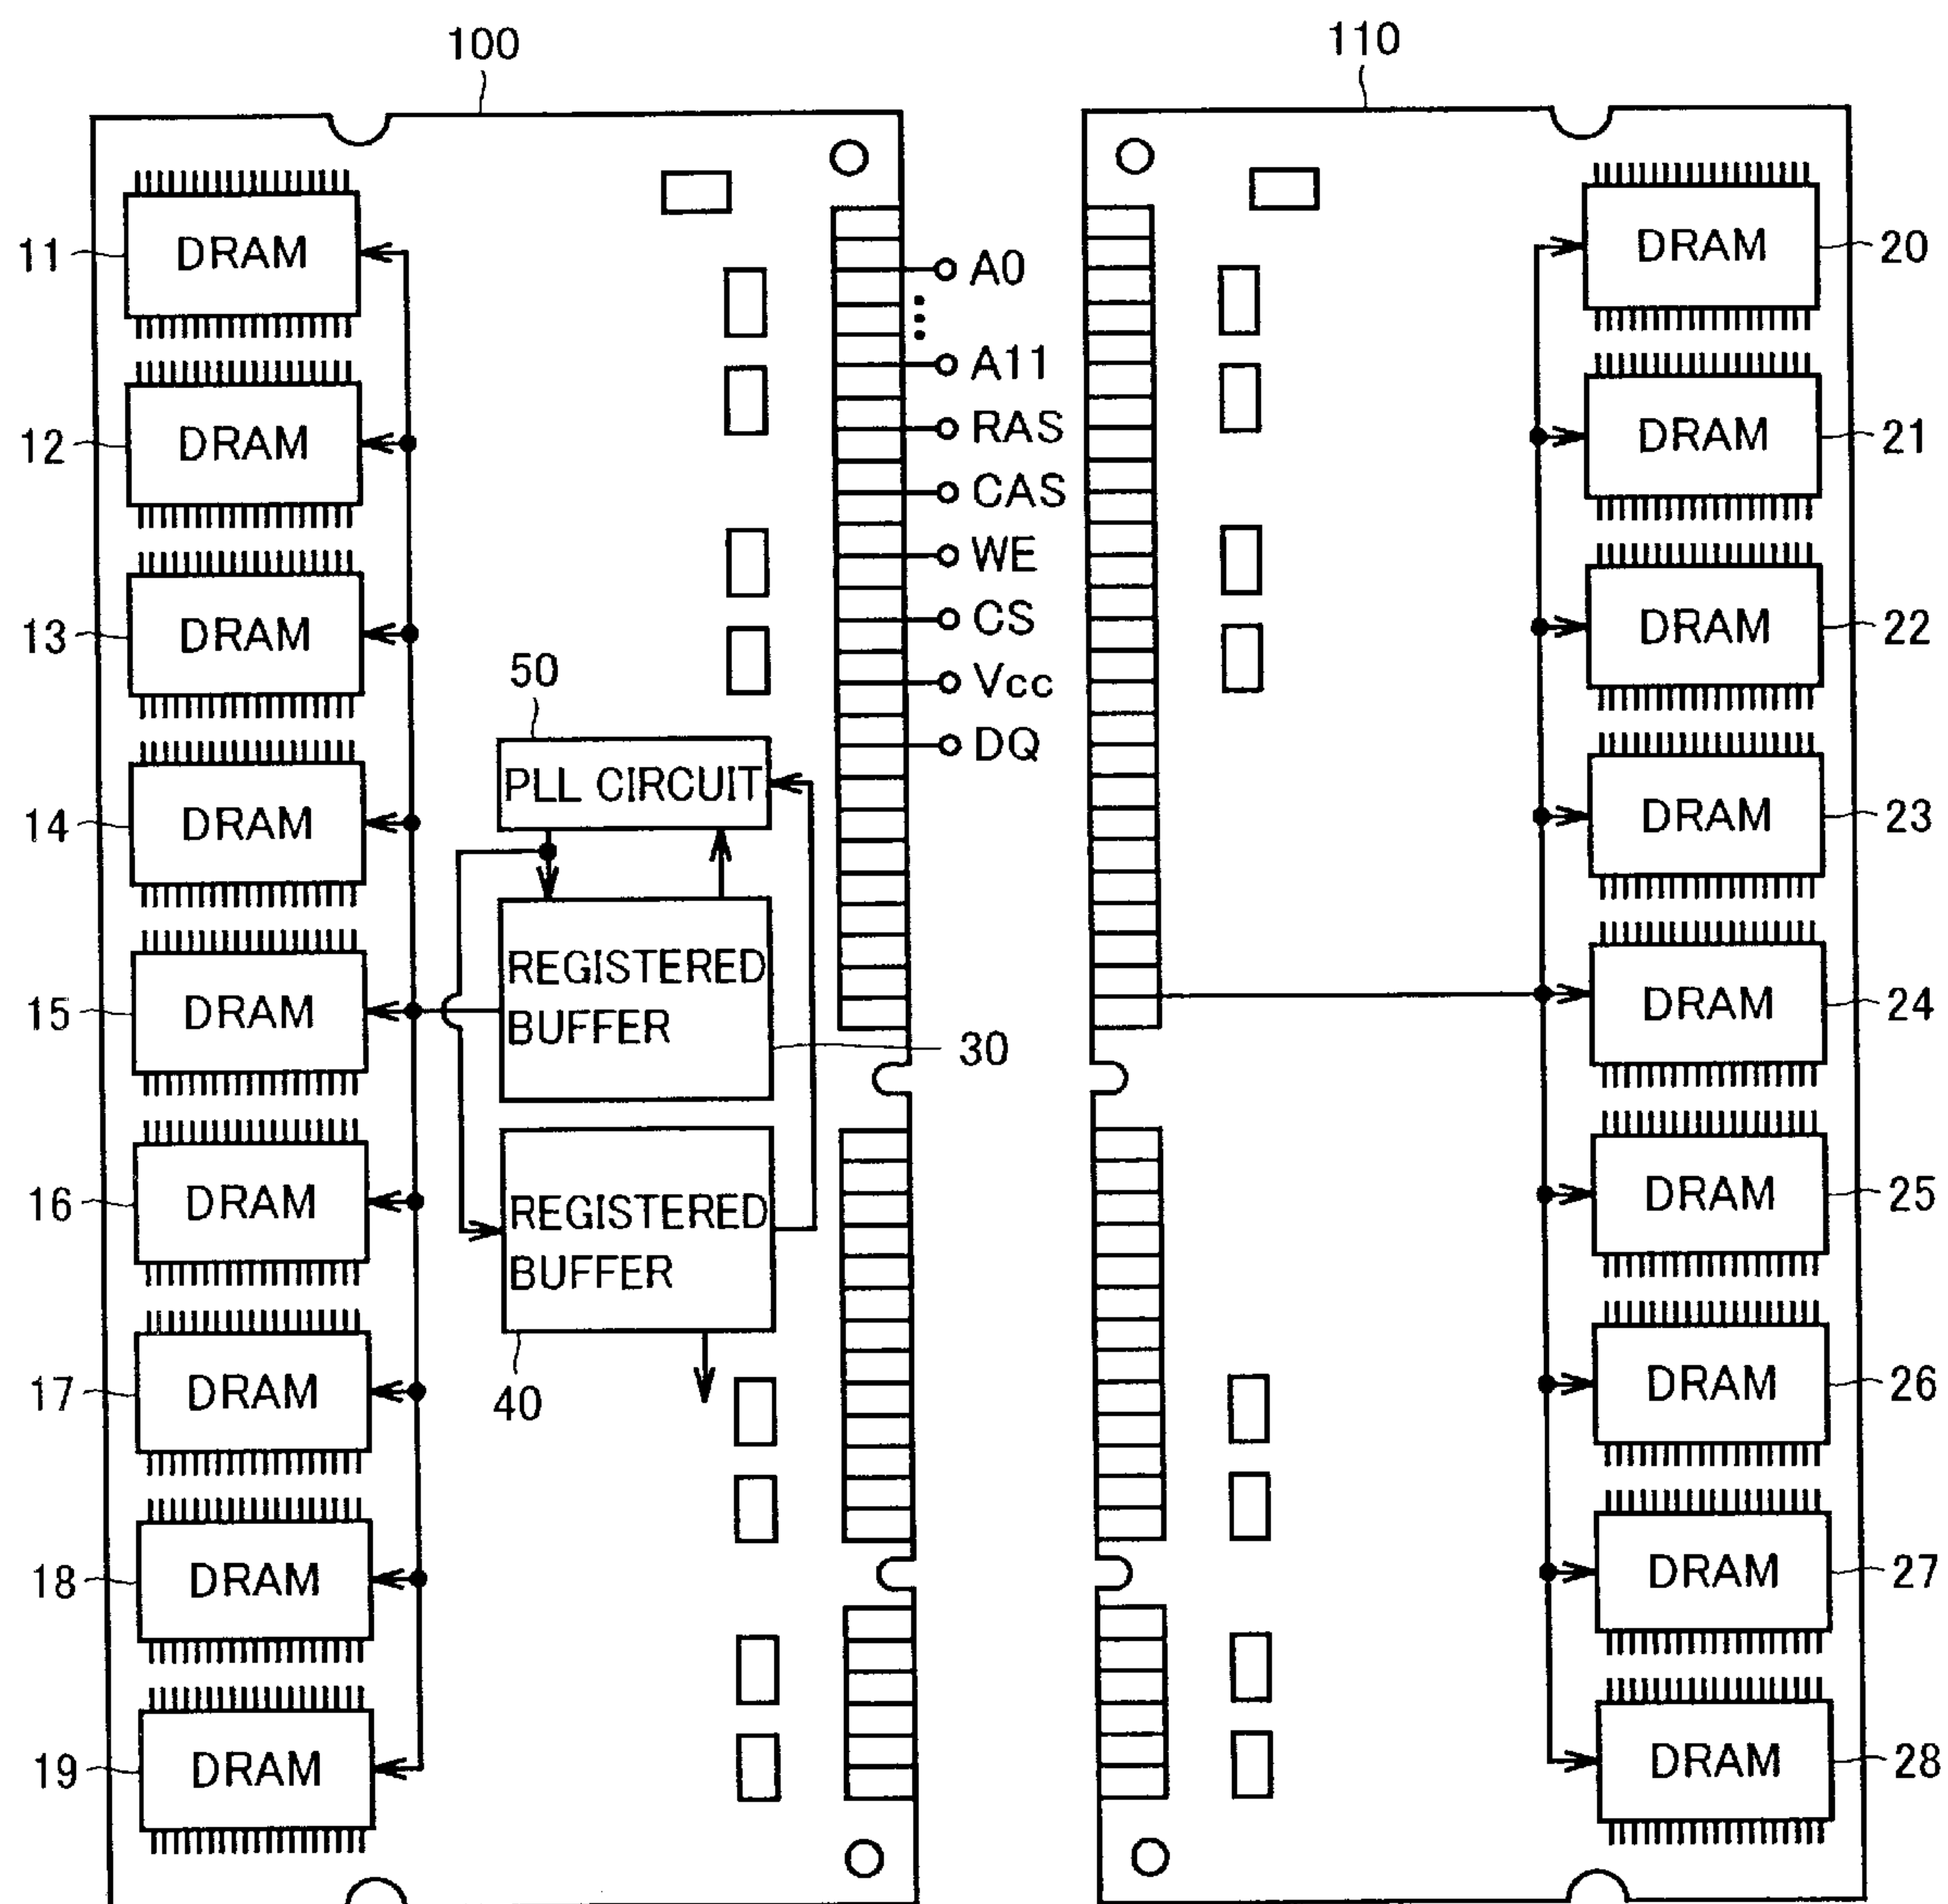 100
110
11
DRAM
12
DRAM
13
DRAM
14
DRAM
15
DRAM
16
DRAM
17
DRAM
18
DRAM
19
DRAM
50
PLL CIRCUIT
REGISTERED
BUFFER
30
REGISTERED
BUFFER
40
A0
A11
RAS
CAS
WE
CS
Vcc
DQ
DRAM
20
DRAM
21
DRAM
22
DRAM
23
DRAM
24
DRAM
25
DRAM
26
DRAM
27
DRAM
28